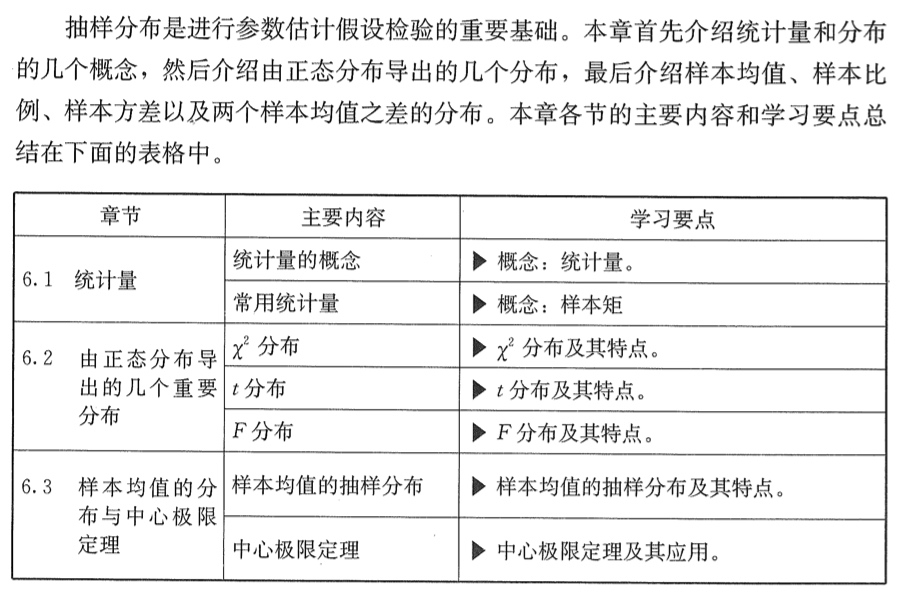 抽样分布是进行参数估计假设检验的重要基础。本章首先介绍统计量和分布
的几个概念，然后介绍由正态分布导出的几个分布，最后介绍样本均值、样本比
例、样本方差以及两个样本均值之差的分布。本章各节的主要内容和学习要点总
结在下面的表格中。
章节 主要内容 学习要点
6.1 统计量
统计量的概念 ▶ 概念：统计量。
常用统计量 ▶ 概念：样本矩
6.2 由正态分布导
出的几个重要
分布
χ² 分布 ▶ χ² 分布及其特点。
t 分布 ▶ t 分布及其特点。
F 分布 ▶ F 分布及其特点。
6.3 样本均值的分
布与中心极限
定理
样本均值的抽样分布 ▶ 样本均值的抽样分布及其特点。
中心极限定理 ▶ 中心极限定理及其应用。